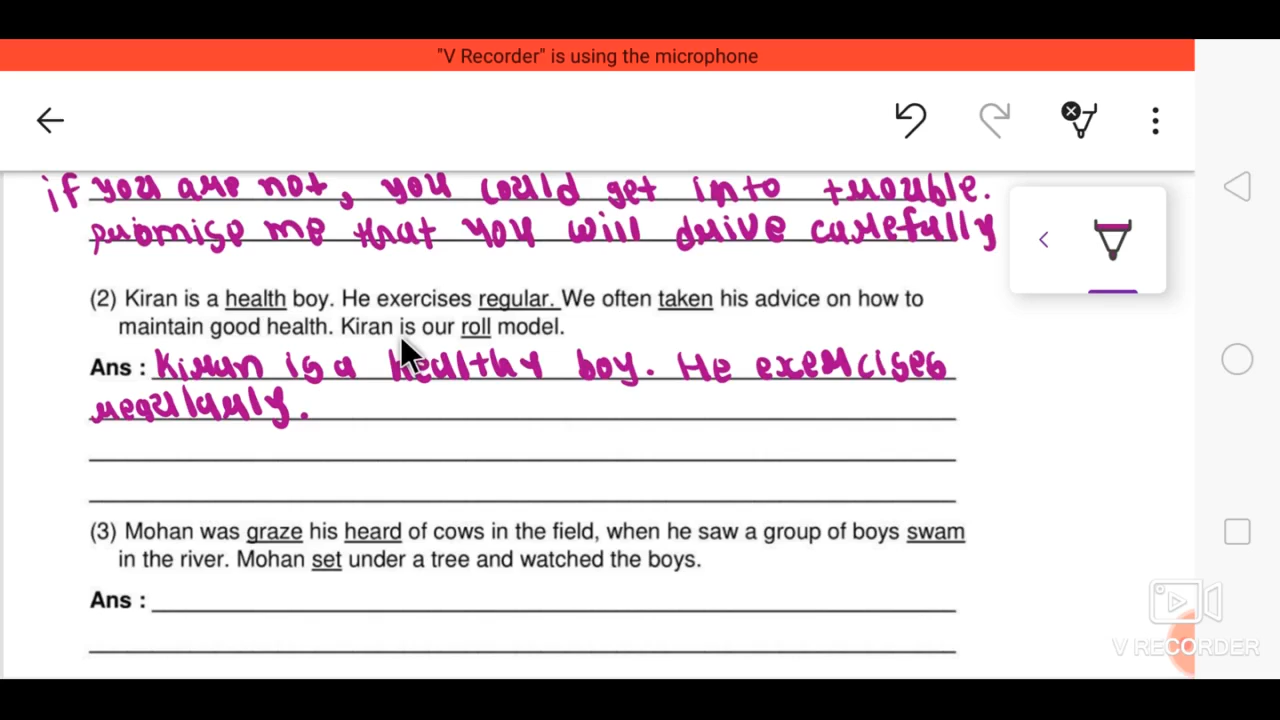 "V Recorder" is using the microphone
if you are not, you could get into trouble.
promise me that you will drive carefully
(2) Kiran is a health boy. He exercises regular. We often taken his advice on how to
maintain good health. Kiran is our roll model.
Ans : Kiran is a healthy boy. He exercises
regularly.
(3) Mohan was graze his heard of cows in the field, when he saw a group of boys swam
in the river. Mohan set under a tree and watched the boys.
Ans :
V RECORDER